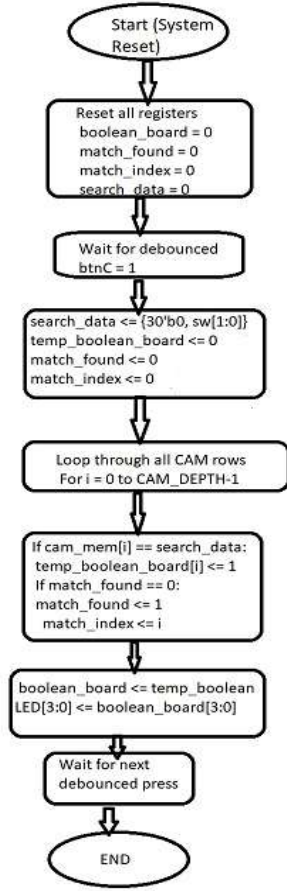 Start (System
Reset)
Reset all registers
boolean_board = 0
match_found = 0
match_index = 0
search_data = 0
Wait for debounced
btnC = 1
search_data <= {30'b0, sw[1:0]}
temp_boolean_board <= 0
match_found <= 0
match_index <= 0
Loop through all CAM rows
For i = 0 to CAM_DEPTH-1
If cam_mem[i] == search_data:
temp_boolean_board[i] <= 1
If match_found == 0:
match_found <= 1
match_index <= i
boolean_board <= temp_boolean
LED[3:0] <= boolean_board[3:0]
Wait for next
debounced press
END